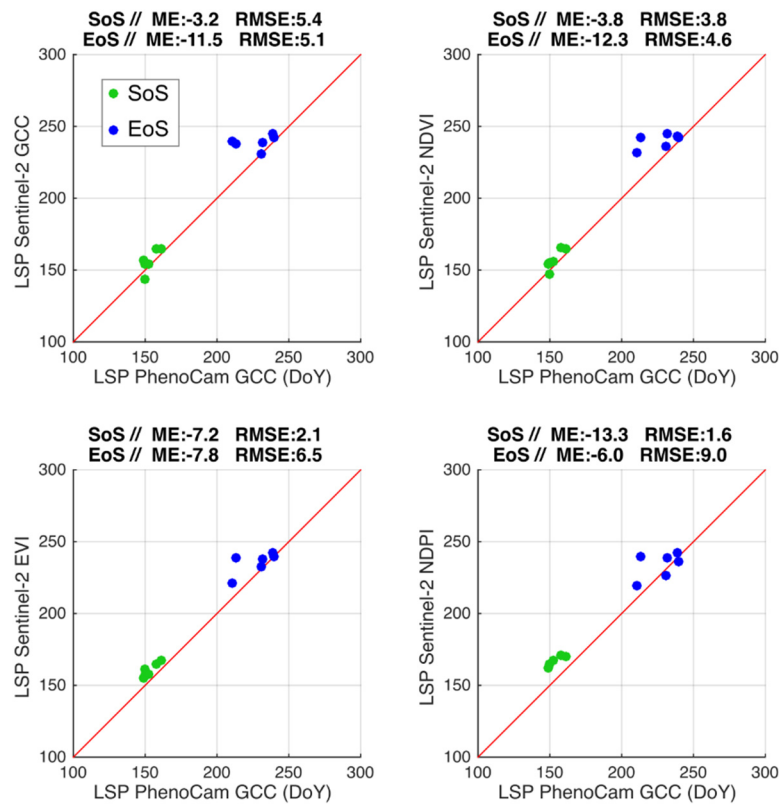 SoS // ME:-3.2 RMSE:5.4
EoS // ME:-11.5 RMSE:5.1
300
250
200
150
100
100 150 200 250 300
LSP Sentinel-2 GCC
LSP PhenoCam GCC (DoY)
SoS
EoS
SoS // ME:-3.8 RMSE:3.8
EoS // ME:-12.3 RMSE:4.6
300
250
200
150
100
100 150 200 250 300
LSP Sentinel-2 NDVI
LSP PhenoCam GCC (DoY)
SoS // ME:-7.2 RMSE:2.1
EoS // ME:-7.8 RMSE:6.5
300
250
200
150
100
100 150 200 250 300
LSP Sentinel-2 EVI
LSP PhenoCam GCC (DoY)
SoS // ME:-13.3 RMSE:1.6
EoS // ME:-6.0 RMSE:9.0
300
250
200
150
100
100 150 200 250 300
LSP Sentinel-2 NDPI
LSP PhenoCam GCC (DoY)